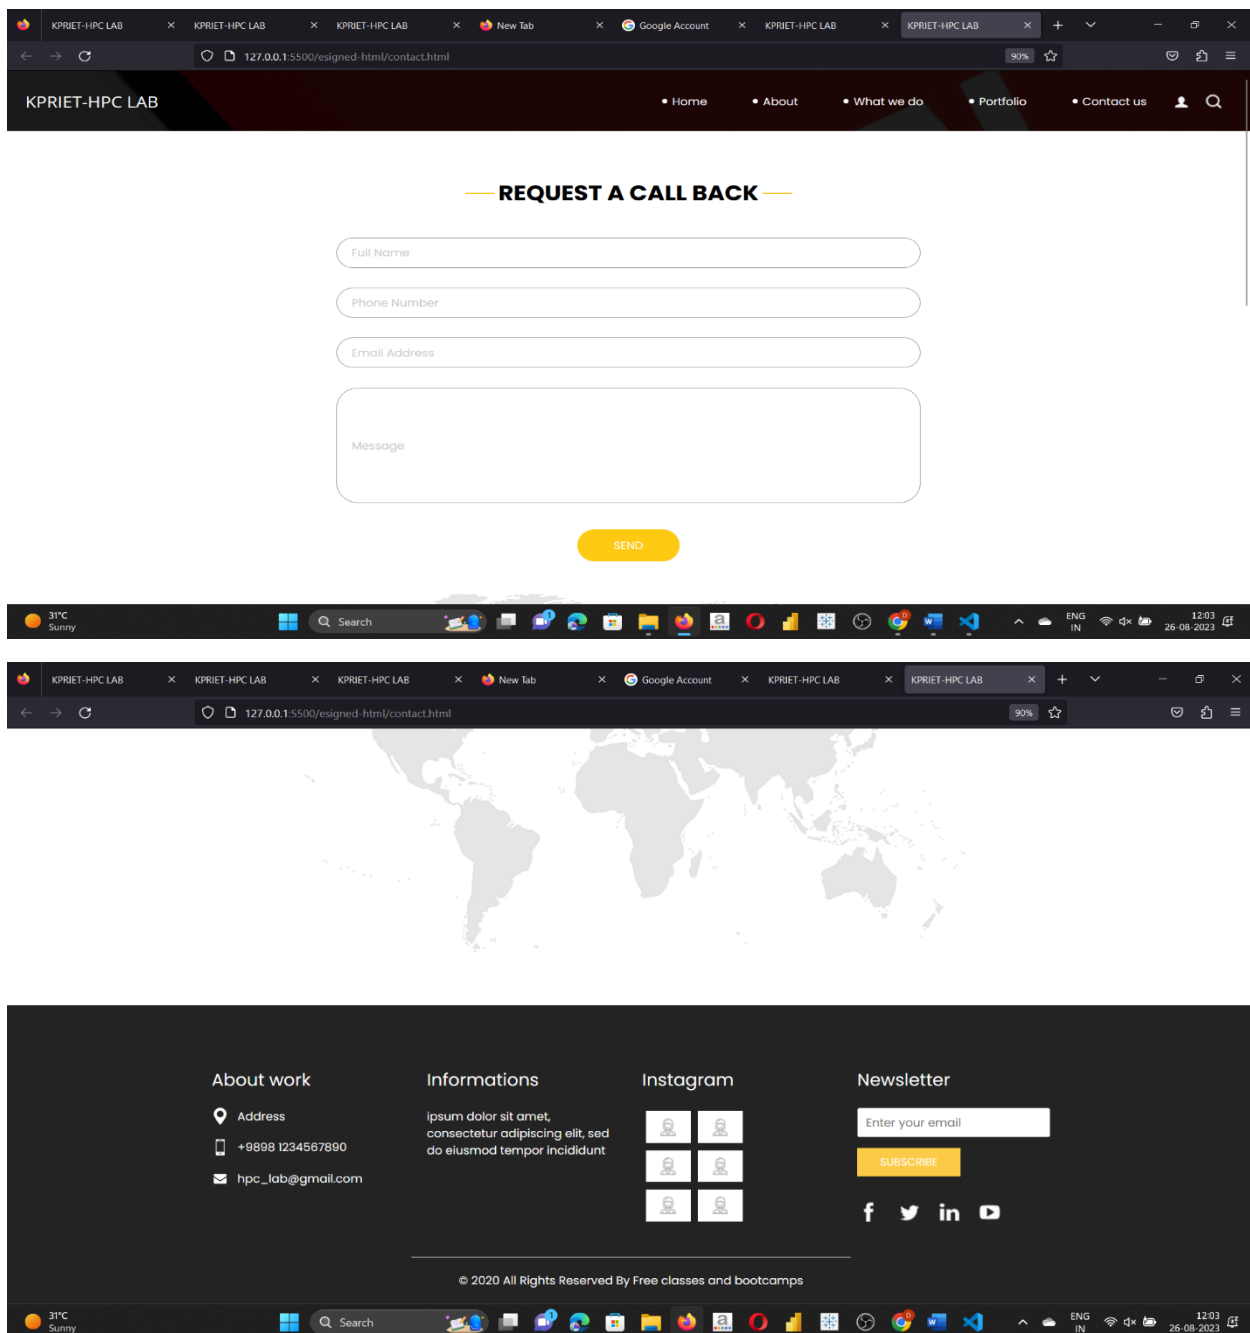 KPRIET-HPC LAB KPRIET-HPC LAB KPRIET-HPC LAB New Tab Google Account KPRIET-HPC LAB KPRIET-HPC LAB
127.0.0.1:5500/esigned-html/contact.html 90%
KPRIET-HPC LAB Home About What we do Portfolio Contact us
REQUEST A CALL BACK
Full Name
Phone Number
Email Address
Message
SEND
31°C
Sunny
Search
ENG
IN
12:03
26-08-2023
KPRIET-HPC LAB KPRIET-HPC LAB KPRIET-HPC LAB New Tab Google Account KPRIET-HPC LAB KPRIET-HPC LAB
127.0.0.1:5500/esigned-html/contact.html 90%
About work
Address
+9898 1234567890
hpc_lab@gmail.com
Informations
ipsum dolor sit amet,
consectetur adipiscing elit, sed
do eiusmod tempor incididunt
Instagram
Newsletter
Enter your email
SUBSCRIBE
© 2020 All Rights Reserved By Free classes and bootcamps
31°C
Sunny
Search
ENG
IN
12:03
26-08-2023